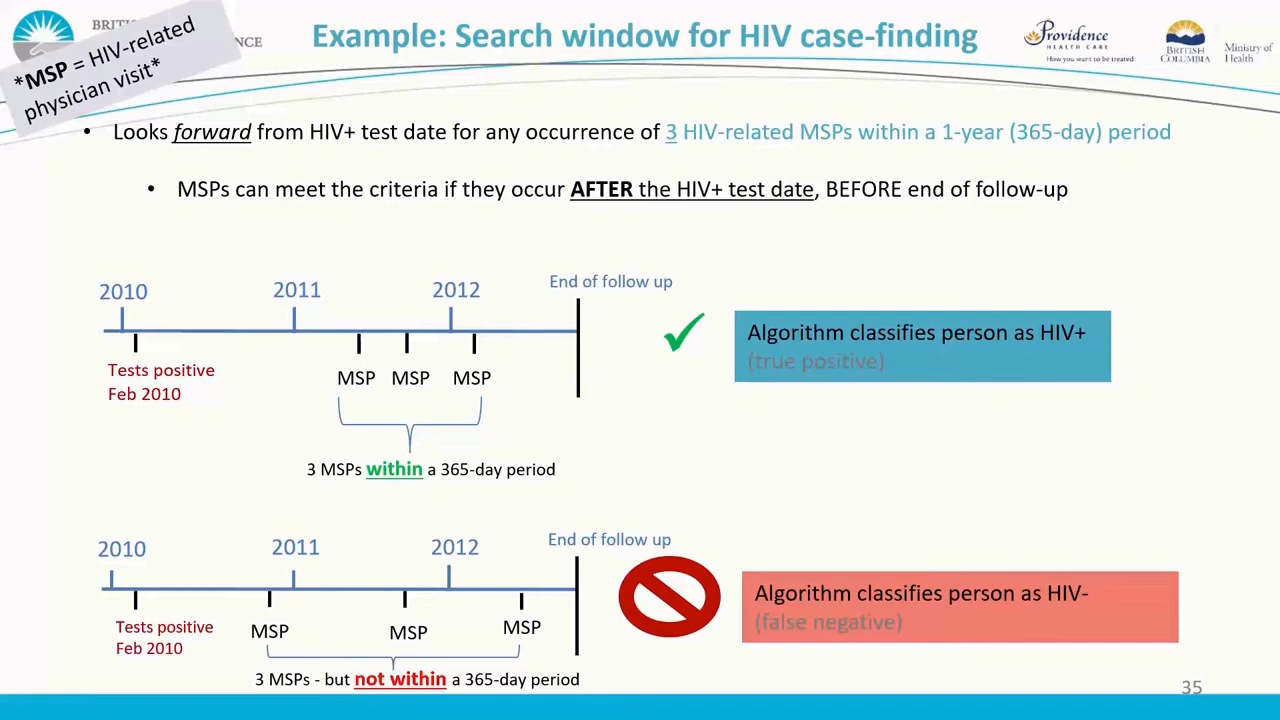 BRITISH
COLUMBIA
Ministry of
Health
Providence
HEALTH CARE
How you want to be treated
Example: Search window for HIV case-finding
*MSP = HIV-related
physician visit*
• Looks forward from HIV+ test date for any occurrence of 3 HIV-related MSPs within a 1-year (365-day) period
• MSPs can meet the criteria if they occur AFTER the HIV+ test date, BEFORE end of follow-up
2010
2011
2012
End of follow up
Tests positive
Feb 2010
MSP
MSP
MSP
3 MSPs within a 365-day period
Algorithm classifies person as HIV+
(true positive)
2010
2011
2012
End of follow up
Tests positive
Feb 2010
MSP
MSP
MSP
3 MSPs - but not within a 365-day period
Algorithm classifies person as HIV-
(false negative)
35